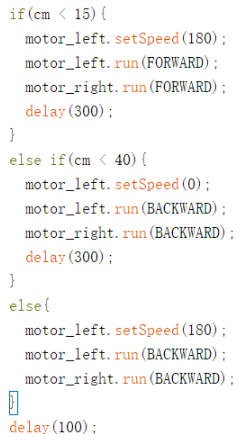 if(cm < 15){
  motor_left.setSpeed(180);
  motor_left.run(FORWARD);
  motor_right.run(FORWARD);
  delay(300);
}
else if(cm < 40){
  motor_left.setSpeed(0);
  motor_left.run(BACKWARD);
  motor_right.run(BACKWARD);
  delay(300);
}
else{
  motor_left.setSpeed(180);
  motor_left.run(BACKWARD);
  motor_right.run(BACKWARD);
}
delay(100);